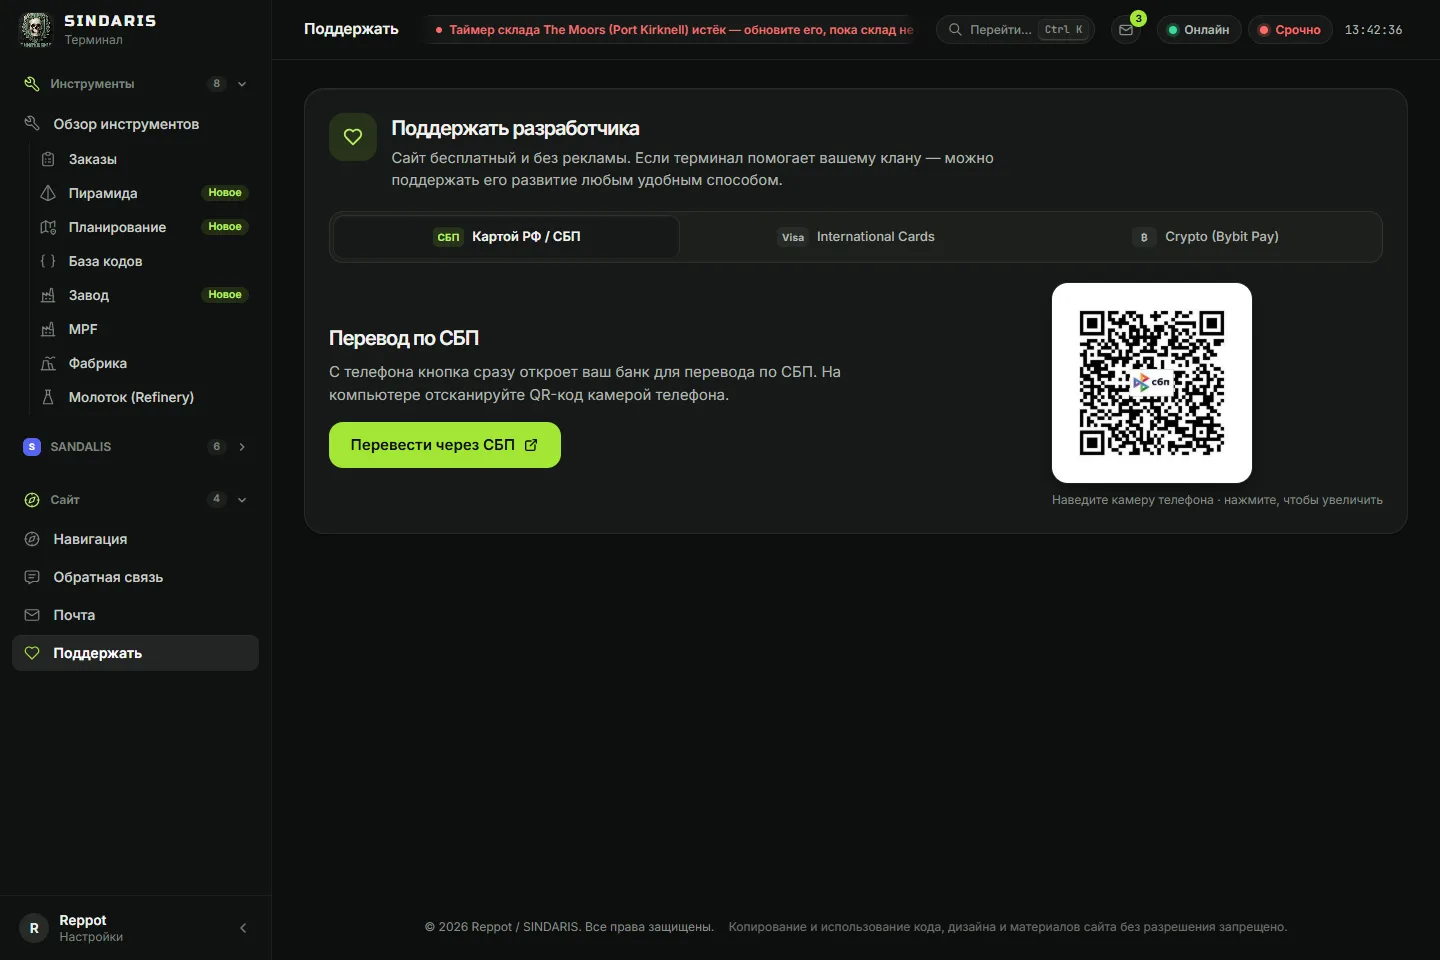 SINDARIS
Терминал
Инструменты 8
Обзор инструментов
Заказы
Пирамида Новое
Планирование Новое
База кодов
Завод Новое
MPF
Фабрика
Молоток (Refinery)
S SANDALIS 6
Сайт 4
Навигация
Обратная связь
Почта
Поддержать
R Reppot
Настройки
Поддержать
Таймер склада The Moors (Port Kirknell) истёк — обновите его, пока склад не
Перейти... Ctrl K
3
Онлайн
Срочно
13:42:36
Поддержать разработчика
Сайт бесплатный и без рекламы. Если терминал помогает вашему клану — можно
поддержать его развитие любым удобным способом.
СБП Картой РФ / СБП
Visa International Cards
฿ Crypto (Bybit Pay)
Перевод по СБП
С телефона кнопка сразу откроет ваш банк для перевода по СБП. На
компьютере отсканируйте QR-код камерой телефона.
Перевести через СБП
сбп
Наведите камеру телефона · нажмите, чтобы увеличить
© 2026 Reppot / SINDARIS. Все права защищены. Копирование и использование кода, дизайна и материалов сайта без разрешения запрещено.